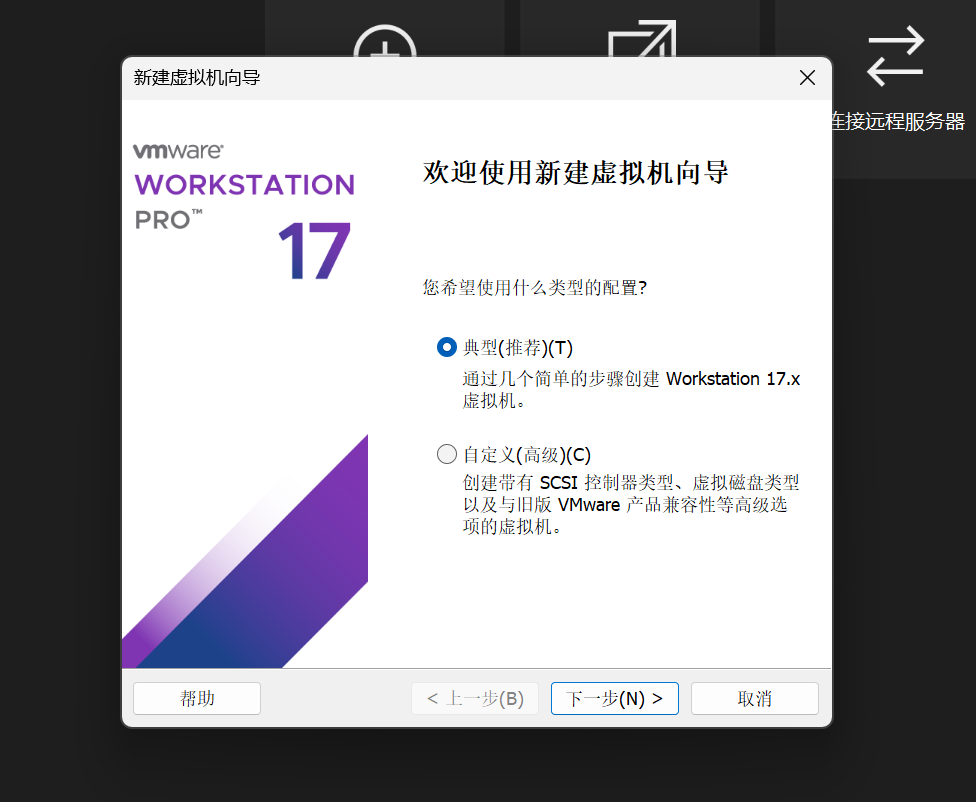 新建虚拟机向导
连接远程服务器
vmware®
WORKSTATION
PRO™
17
欢迎使用新建虚拟机向导
您希望使用什么类型的配置?
典型(推荐)(T)
通过几个简单的步骤创建 Workstation 17.x
虚拟机。
自定义(高级)(C)
创建带有 SCSI 控制器类型、虚拟磁盘类型
以及与旧版 VMware 产品兼容性等高级选
项的虚拟机。
帮助
< 上一步(B)
下一步(N) >
取消